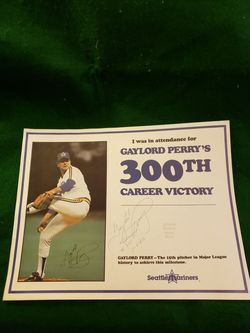 I was in attendance for
GAYLORD PERRY'S
300TH
CAREER VICTORY
GAYLORD PERRY - The 15th pitcher in Major League
history to achieve this milestone.
Seattle Mariners